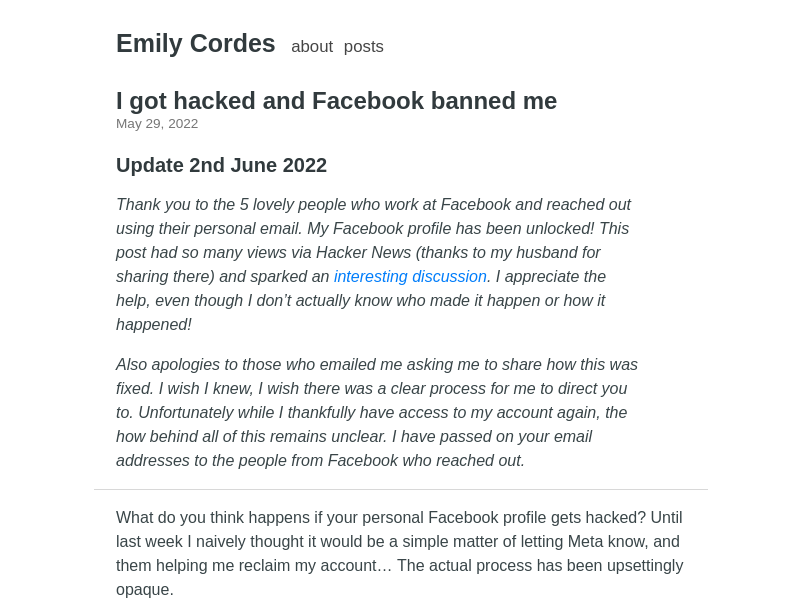 Emily Cordes about posts
I got hacked and Facebook banned me
May 29, 2022
Update 2nd June 2022
Thank you to the 5 lovely people who work at Facebook and reached out
using their personal email. My Facebook profile has been unlocked! This
post had so many views via Hacker News (thanks to my husband for
sharing there) and sparked an interesting discussion. I appreciate the
help, even though I don’t actually know who made it happen or how it
happened!
Also apologies to those who emailed me asking me to share how this was
fixed. I wish I knew, I wish there was a clear process for me to direct you
to. Unfortunately while I thankfully have access to my account again, the
how behind all of this remains unclear. I have passed on your email
addresses to the people from Facebook who reached out.
What do you think happens if your personal Facebook profile gets hacked? Until
last week I naively thought it would be a simple matter of letting Meta know, and
them helping me reclaim my account… The actual process has been upsettingly
opaque.